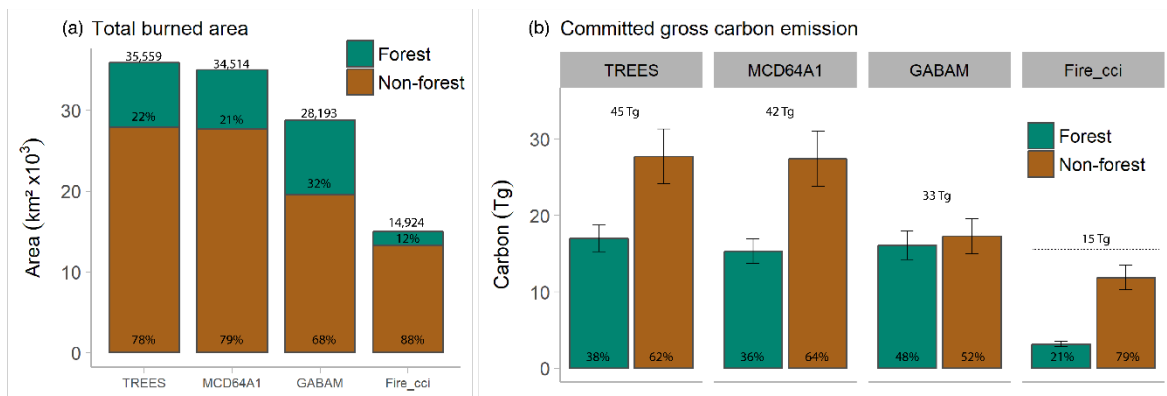 (a) Total burned area
35,559
34,514
28,193
14,924
Forest
Non-forest
22%
21%
32%
12%
78%
79%
68%
88%
Area (km² x10³)
30
20
10
0
TREES
MCD64A1
GABAM
Fire_cci
(b) Committed gross carbon emission
TREES
MCD64A1
GABAM
Fire_cci
45 Tg
42 Tg
33 Tg
15 Tg
Forest
Non-forest
Carbon (Tg)
30
20
10
0
38%
62%
36%
64%
48%
52%
21%
79%